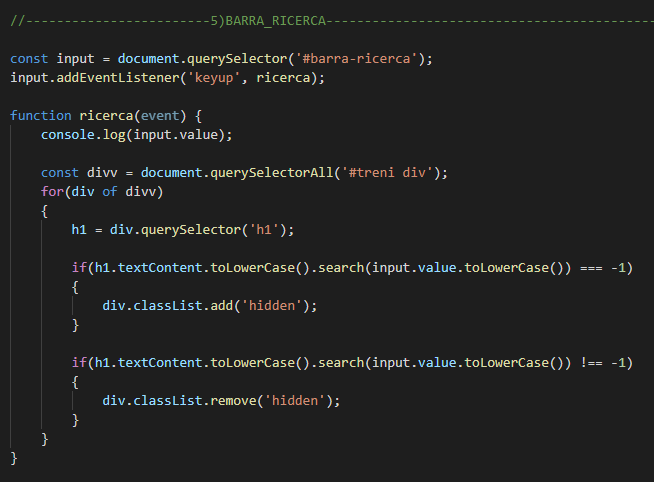 //------------------------5)BARRA_RICERCA------------------------------------------
const input = document.querySelector('#barra-ricerca');
input.addEventListener('keyup', ricerca);
function ricerca(event) {
console.log(input.value);
const divv = document.querySelectorAll('#treni div');
for(div of divv)
{
h1 = div.querySelector('h1');
if(h1.textContent.toLowerCase().search(input.value.toLowerCase()) === -1)
{
div.classList.add('hidden');
}
if(h1.textContent.toLowerCase().search(input.value.toLowerCase()) !== -1)
{
div.classList.remove('hidden');
}
}
}